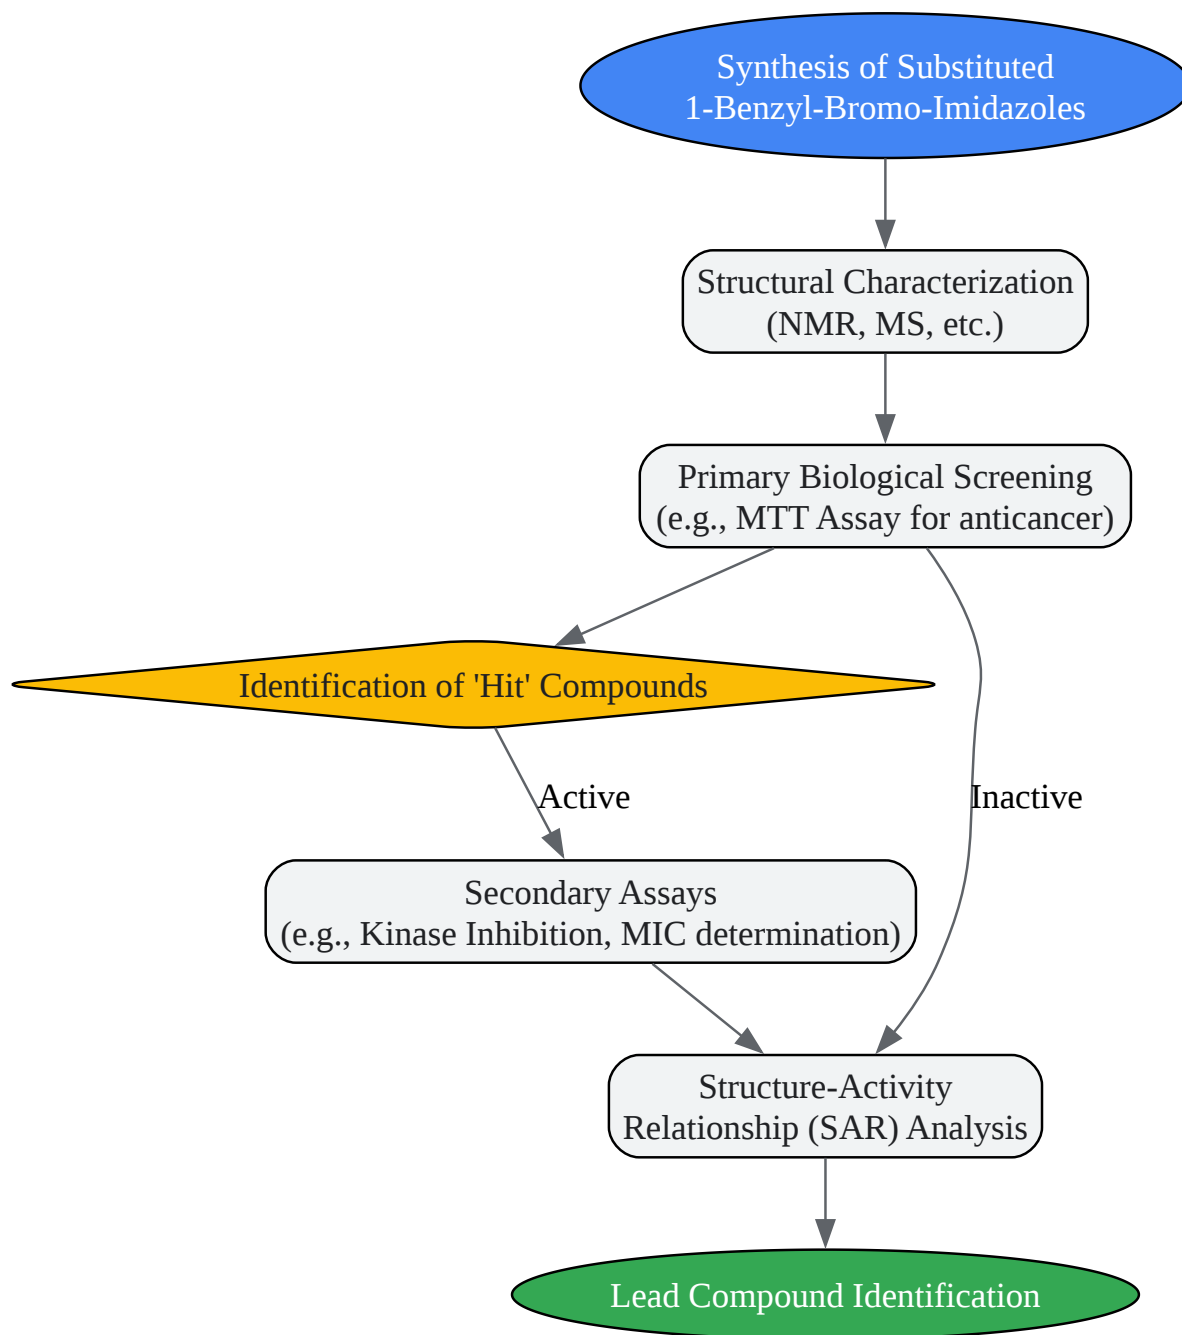 Synthesis of Substituted
1-Benzyl-Bromo-Imidazoles
Structural Characterization
(NMR, MS, etc.)
Primary Biological Screening
(e.g., MTT Assay for anticancer)
Identification of 'Hit' Compounds
Active
Inactive
Secondary Assays
(e.g., Kinase Inhibition, MIC determination)
Structure-Activity
Relationship (SAR) Analysis
Lead Compound Identification